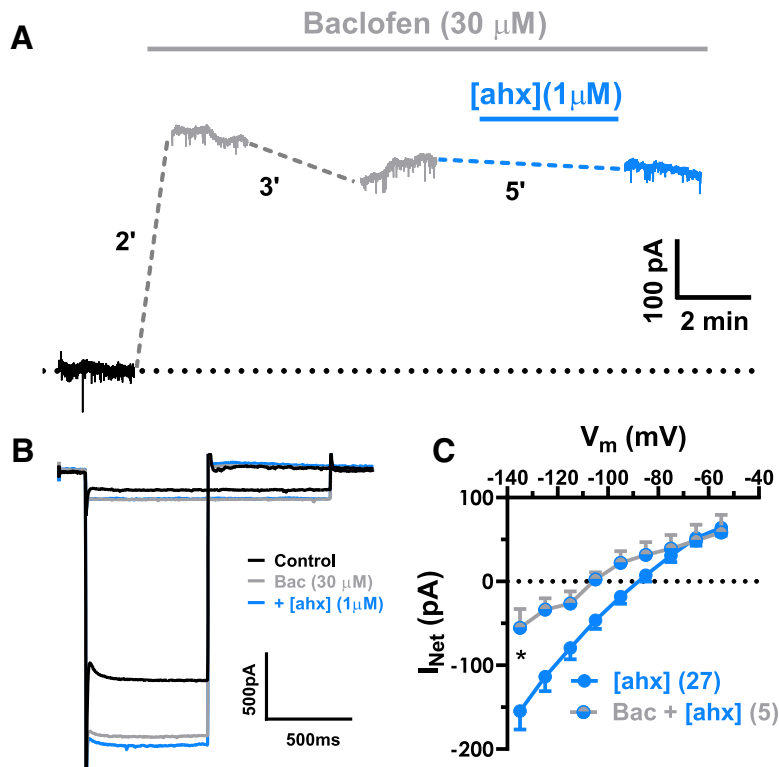 A
Baclofen (30 μM)
[ahx](1μM)
2'
3'
5'
100 pA
2 min
B
Control
Bac (30 μM)
+ [ahx] (1μM)
500pA
500ms
C
Vm (mV)
-140 -120 -100 -80 -60 -40
100
0
-100
-200
INet (pA)
*
[ahx] (27)
Bac + [ahx] (5)